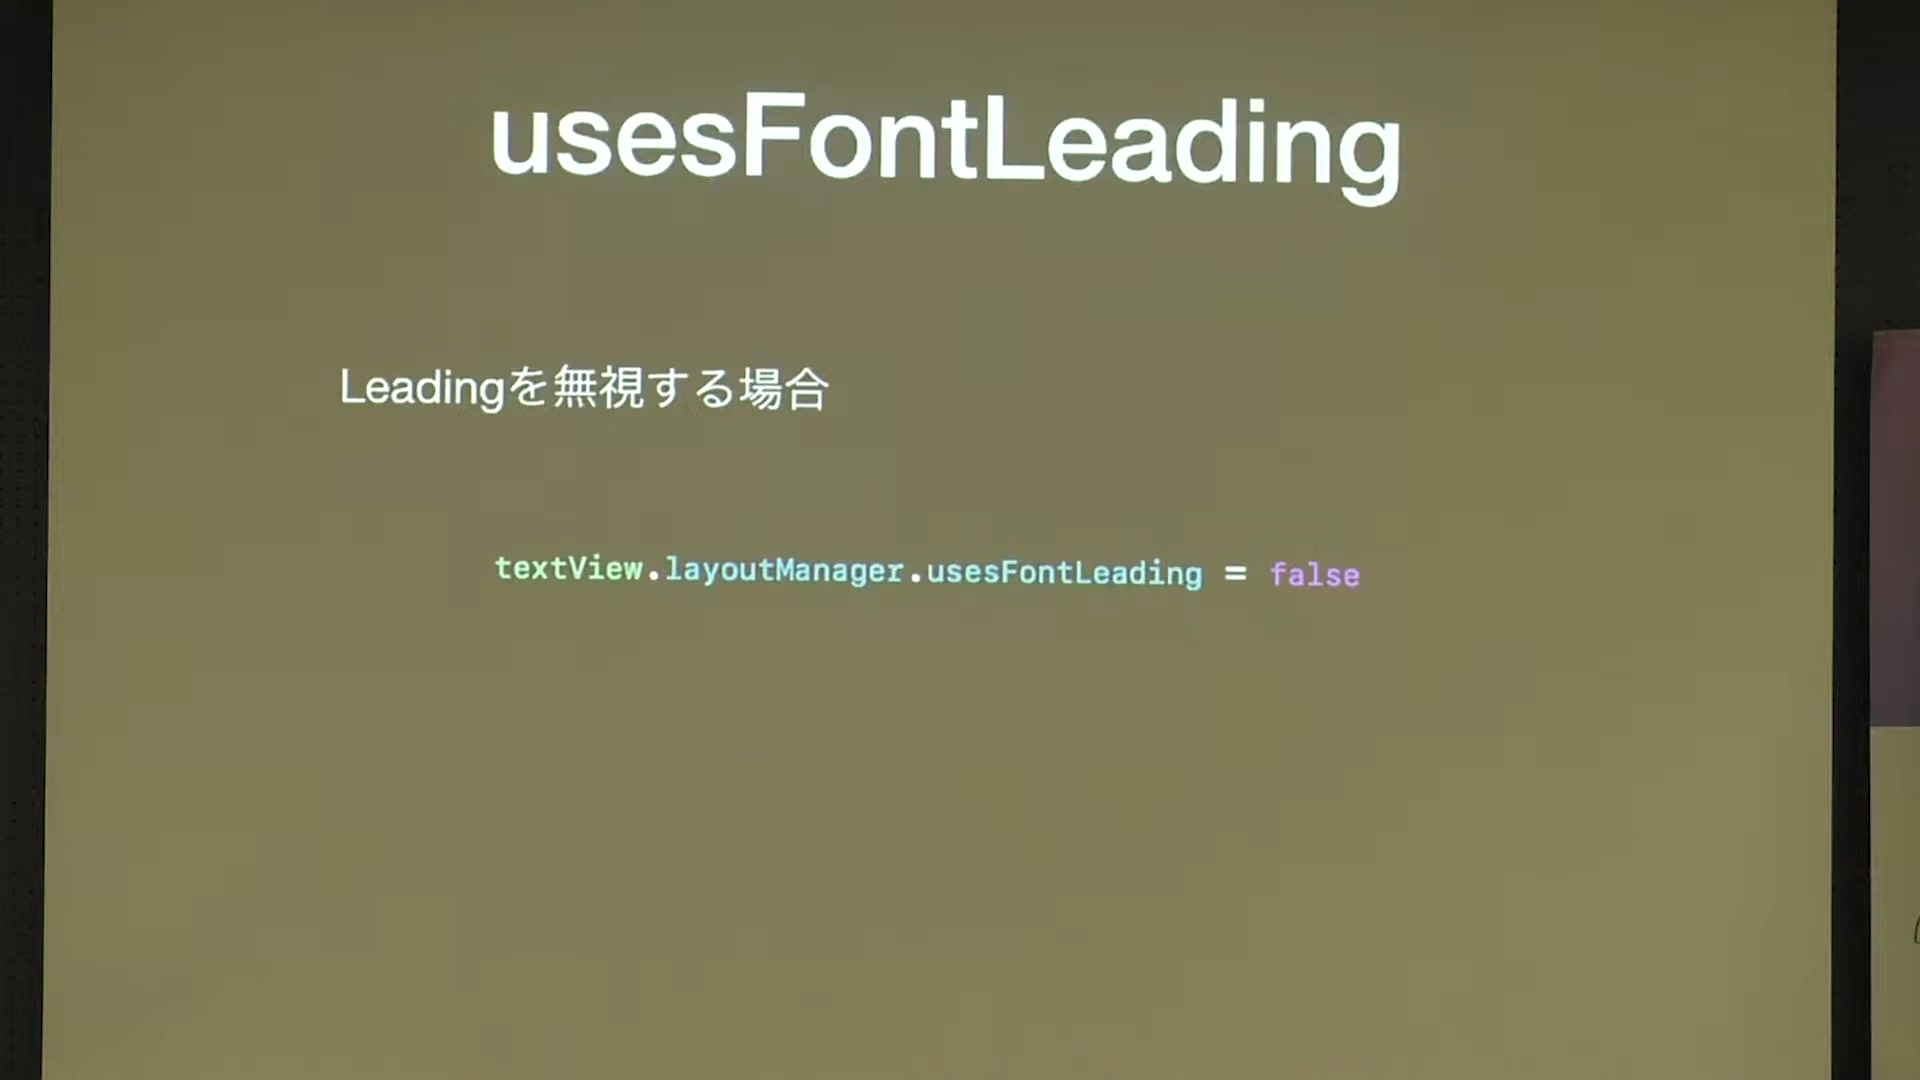 usesFontLeading
Leadingを無視する場合
textView.layoutManager.usesFontLeading = false